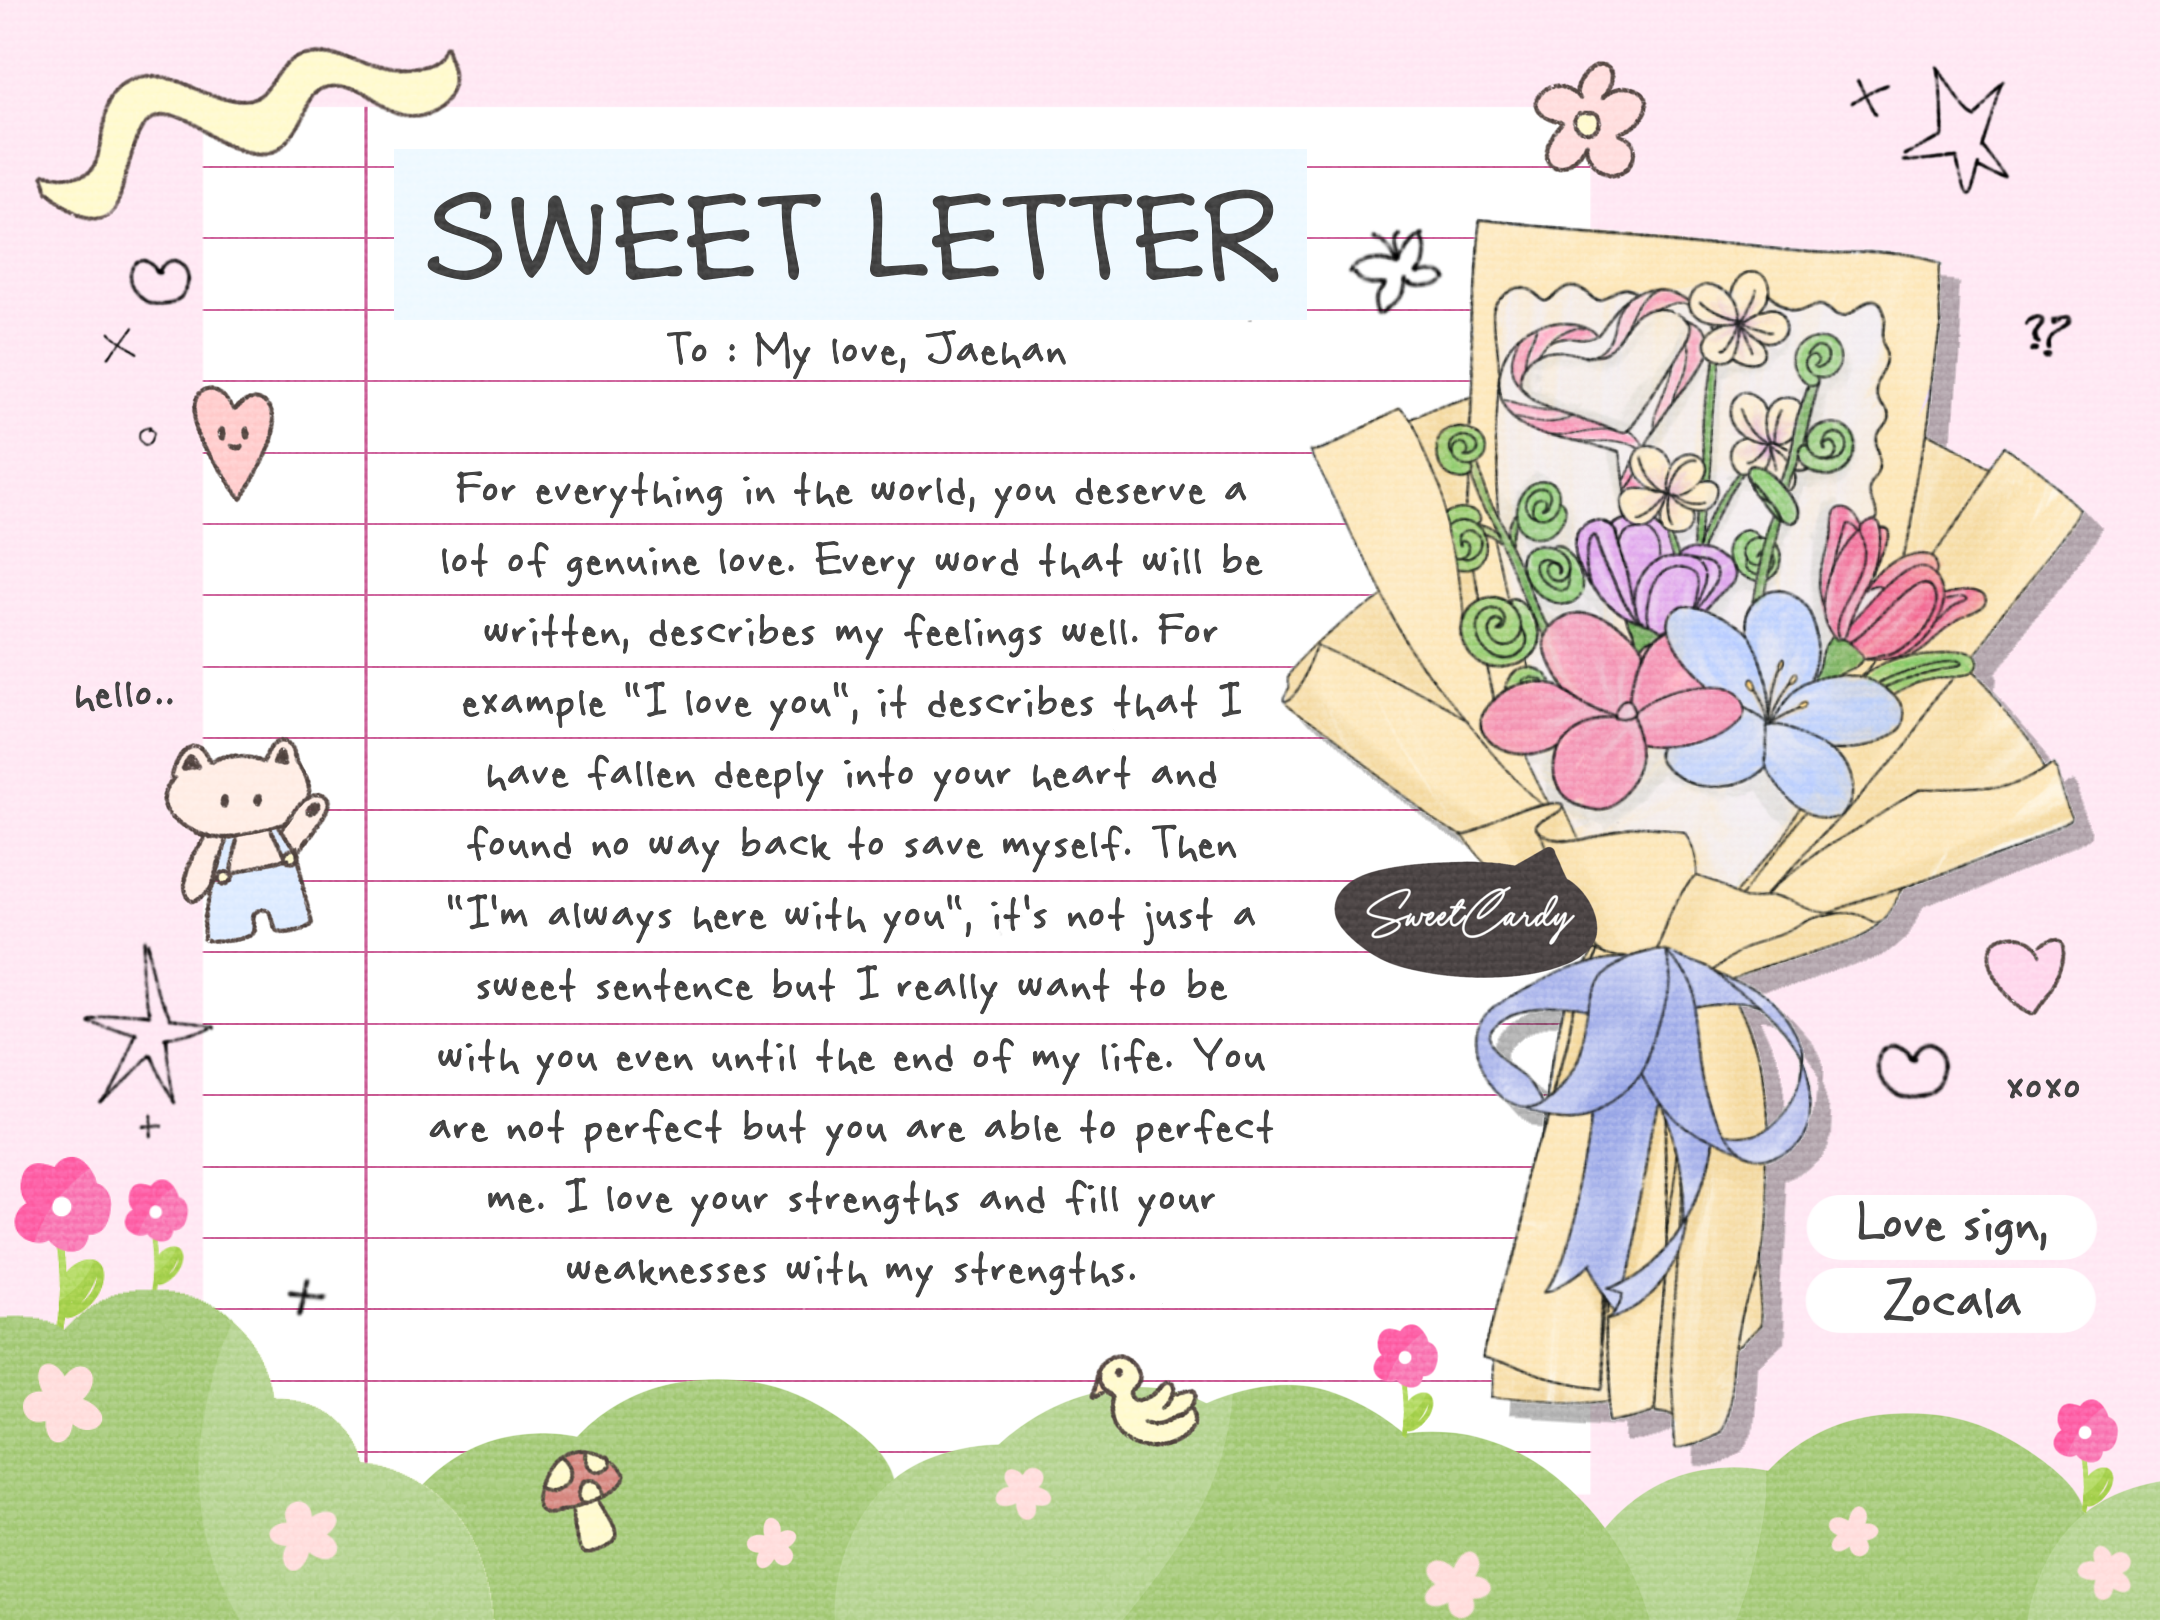 SWEET LETTER
To : My love, Jaehan
For everything in the world, you deserve a
lot of genuine love. Every word that will be
written, describes my feelings well. For
example "I love you", it describes that I
have fallen deeply into your heart and
found no way back to save myself. Then
"I'm always here with you", it's not just a
sweet sentence but I really want to be
with you even until the end of my life. You
are not perfect but you are able to perfect
me. I love your strengths and fill your
weaknesses with my strengths.
hello..
??
SweetCardy
xoxo
Love sign,
Zocala